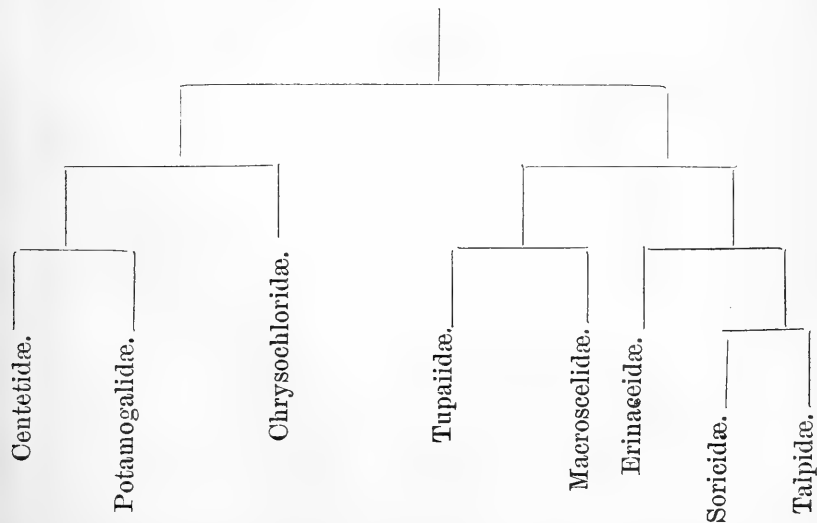 Centetidæ.
Potamogalidæ.
Chrysochloridæ.
Tupaiidæ.
Macroscelidæ.
Erinaceidæ.
Soricidæ.
Talpidæ.